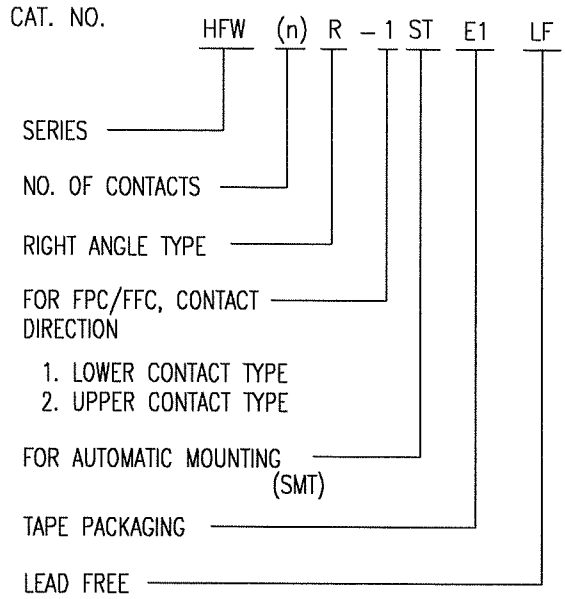 CAT. NO.
HFW (n) R – 1 ST E1 LF
SERIES
NO. OF CONTACTS
RIGHT ANGLE TYPE
FOR FPC/FFC, CONTACT
DIRECTION
1. LOWER CONTACT TYPE
2. UPPER CONTACT TYPE
FOR AUTOMATIC MOUNTING
(SMT)
TAPE PACKAGING
LEAD FREE